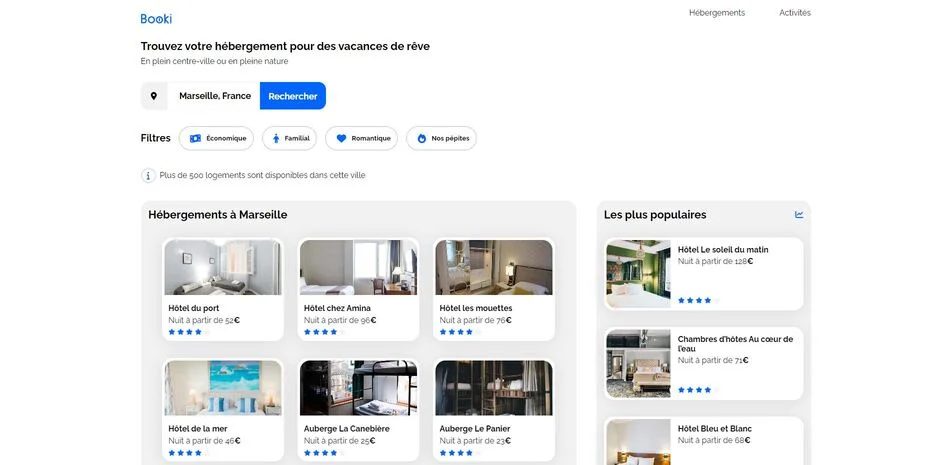 Booki
Hébergements
Activités
Trouvez votre hébergement pour des vacances de rêve
En plein centre-ville ou en pleine nature
Marseille, France
Rechercher
Filtres
Économique
Familial
Romantique
Nos pépites
Plus de 500 logements sont disponibles dans cette ville
Hébergements à Marseille
Hôtel du port
Nuit à partir de 52€
Hôtel chez Amina
Nuit à partir de 96€
Hôtel les mouettes
Nuit à partir de 76€
Hôtel de la mer
Nuit à partir de 46€
Auberge La Canebière
Nuit à partir de 25€
Auberge Le Panier
Nuit à partir de 23€
Les plus populaires
Hôtel Le soleil du matin
Nuit à partir de 128€
Chambres d'hôtes Au cœur de
l'eau
Nuit à partir de 71€
Hôtel Bleu et Blanc
Nuit à partir de 68€